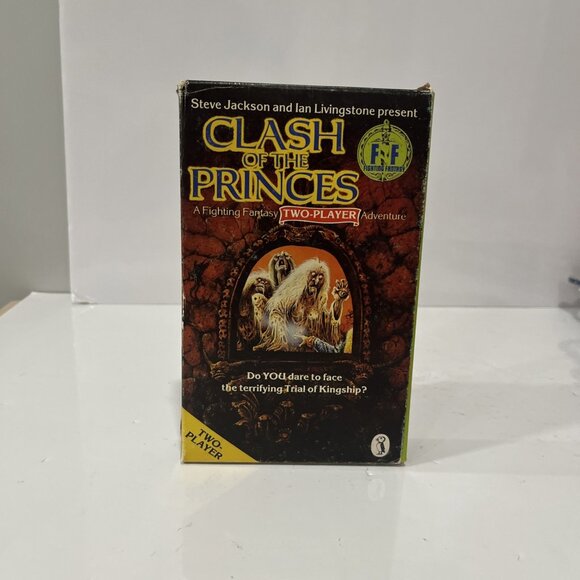 Steve Jackson and Ian Livingstone present
CLASH
OF THE
PRINCES
FF
FIGHTING FANTASY
A Fighting Fantasy TWO-PLAYER Adventure
Do YOU dare to face
the terrifying Trial of Kingship?
TWO-
PLAYER